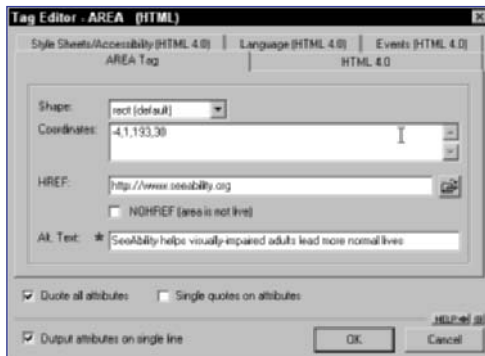 Tag Editor - AREA (HTML)
Style Sheets/Accessibility (HTML 4.0) Language (HTML 4.0) Events (HTML 4.0)
AREA Tag HTML 4.0
Shape: rect (default)
Coordinates: -4,1,193,30
HREF: http://www.seeability.org
NOHREF (area is not live)
Alt. Text: * SeeAbility helps visually-impaired adults lead more normal lives
Quote all attributes Single quotes on attributes
HELP
Output attributes on single line OK Cancel